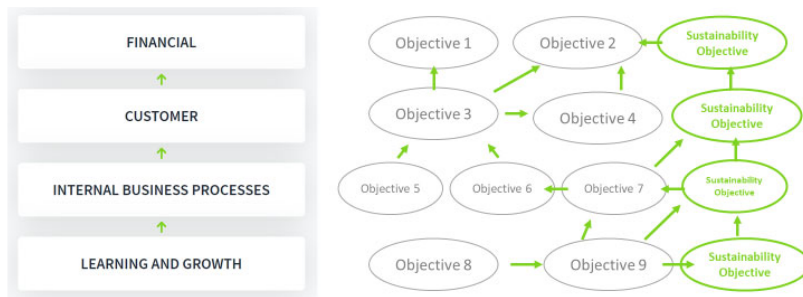 FINANCIAL
Objective 1
Objective 2
Sustainability
Objective
CUSTOMER
Objective 3
Objective 4
Sustainability
Objective
INTERNAL BUSINESS PROCESSES
Objective 5
Objective 6
Objective 7
Sustainability
Objective
LEARNING AND GROWTH
Objective 8
Objective 9
Sustainability
Objective